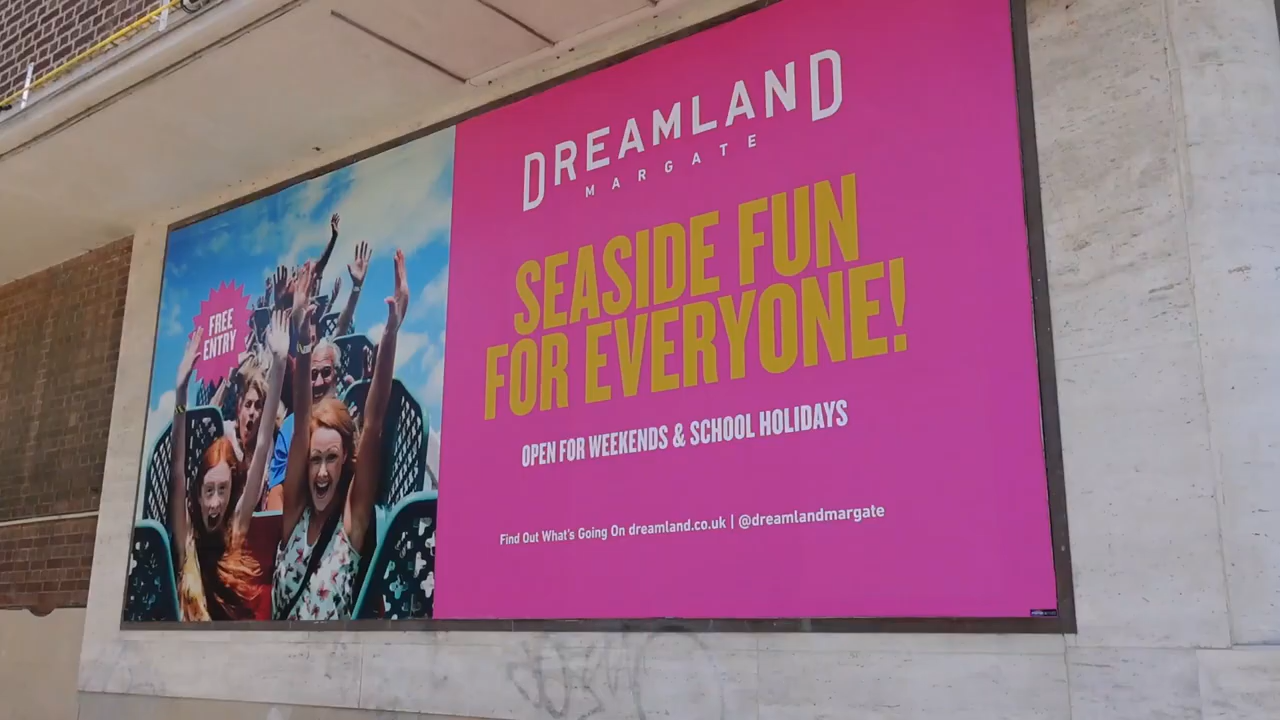 FREE
ENTRY
DREAMLAND
MARGATE
SEASIDE FUN
FOR EVERYONE!
OPEN FOR WEEKENDS & SCHOOL HOLIDAYS
Find Out What's Going On dreamland.co.uk | @dreamlandmargate